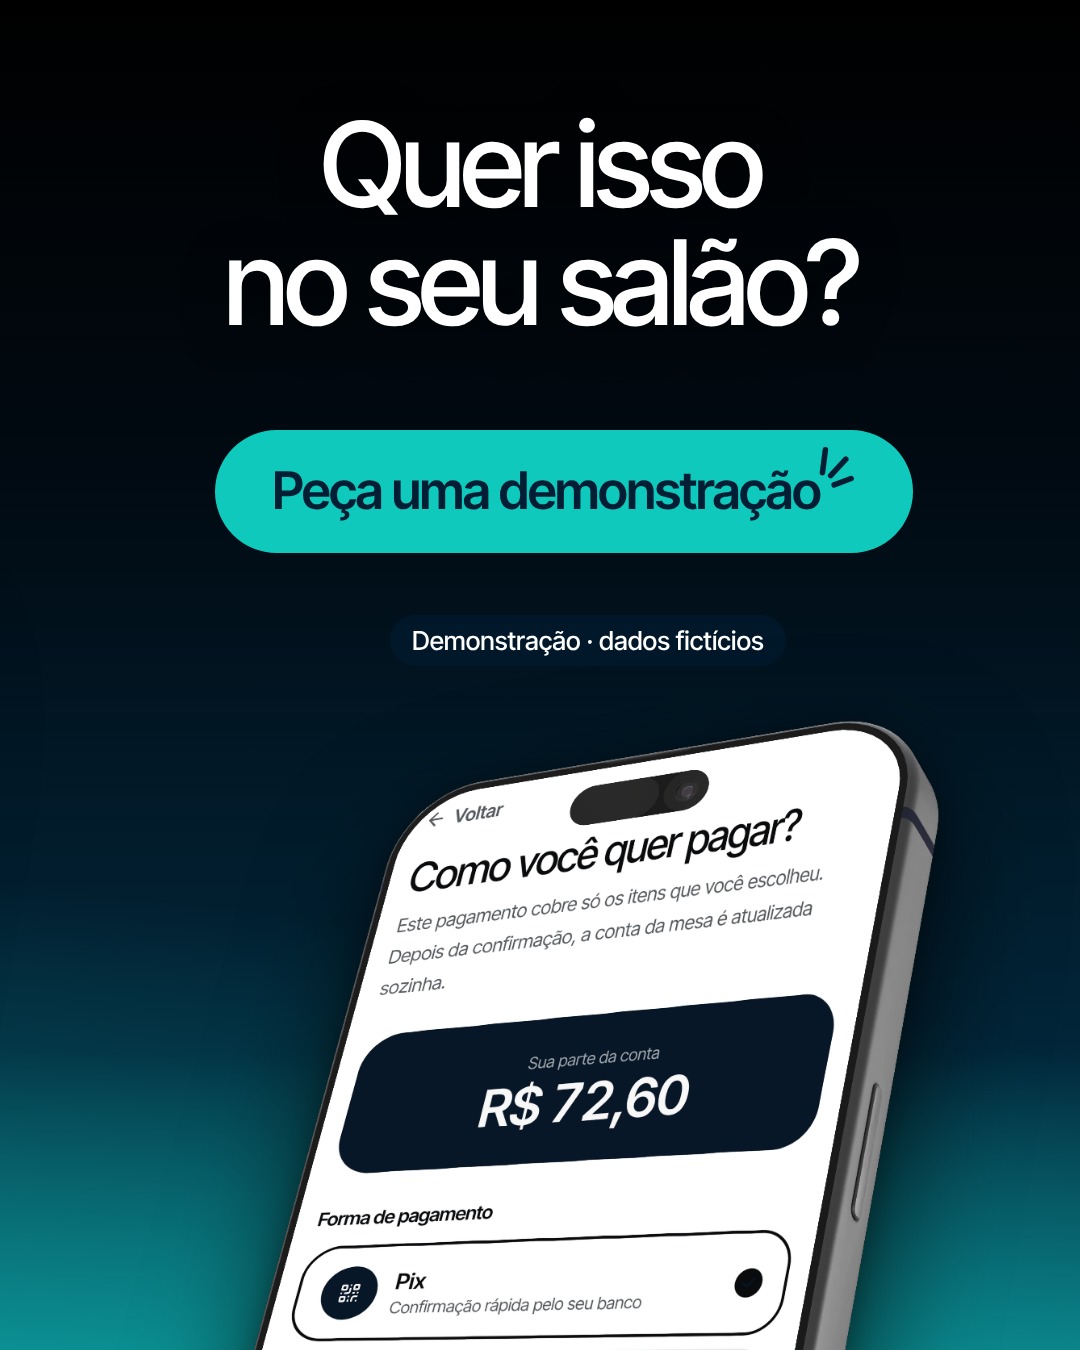 Quer isso
no seu salão?
Peça uma demonstração
Demonstração · dados fictícios
← Voltar
Como você quer pagar?
Este pagamento cobre só os itens que você escolheu.
Depois da confirmação, a conta da mesa é atualizada
sozinha.
Sua parte da conta
R$ 72,60
Forma de pagamento
Pix
Confirmação rápida pelo seu banco